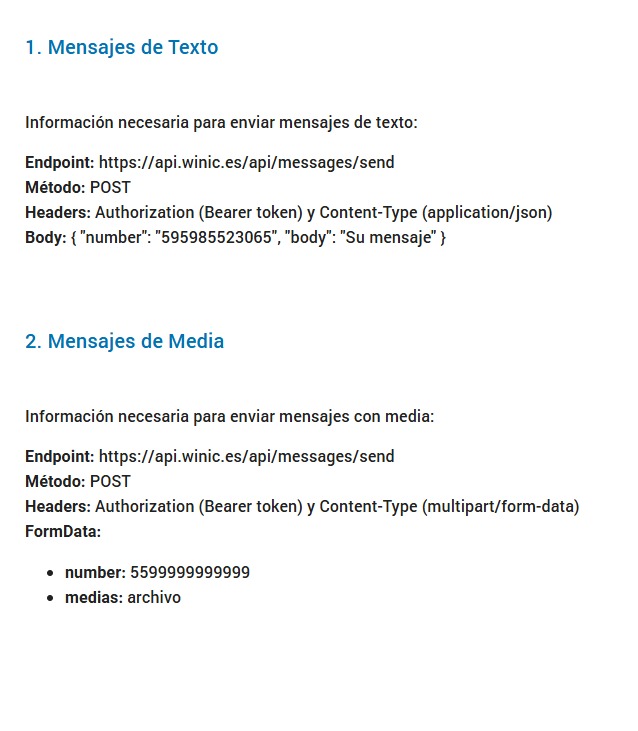 1. Mensajes de Texto
Información necesaria para enviar mensajes de texto:
Endpoint: https://api.winic.es/api/messages/send
Método: POST
Headers: Authorization (Bearer token) y Content-Type (application/json)
Body: { "number": "595985523065", "body": "Su mensaje" }
2. Mensajes de Media
Información necesaria para enviar mensajes con media:
Endpoint: https://api.winic.es/api/messages/send
Método: POST
Headers: Authorization (Bearer token) y Content-Type (multipart/form-data)
FormData:
• number: 5599999999999
• medias: archivo